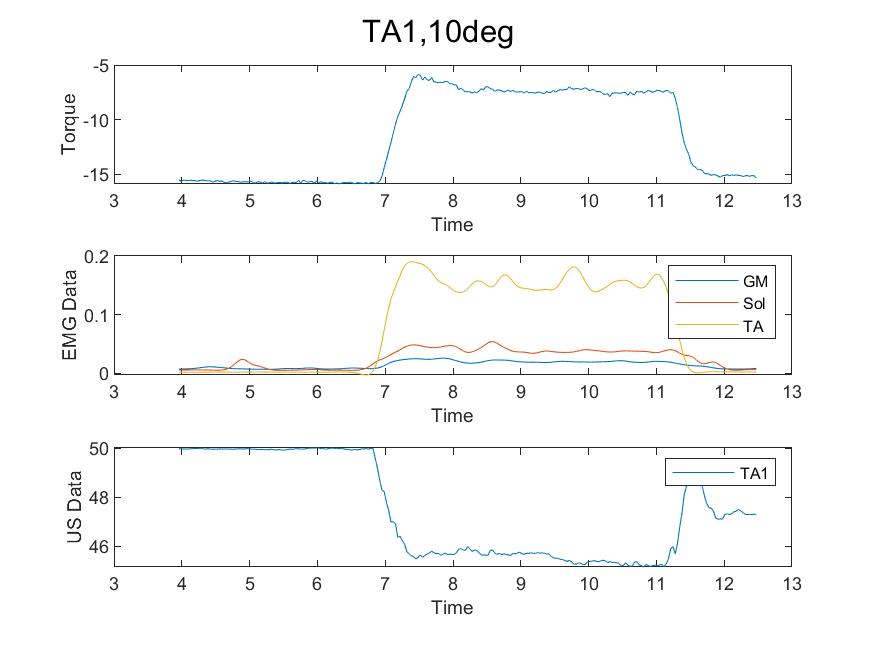 TA1,10deg
-5
-10
-15
Torque
3 4 5 6 7 8 9 10 11 12 13
Time
0.2
0.1
0
EMG Data
GM
Sol
TA
3 4 5 6 7 8 9 10 11 12 13
Time
50
48
46
US Data
TA1
3 4 5 6 7 8 9 10 11 12 13
Time